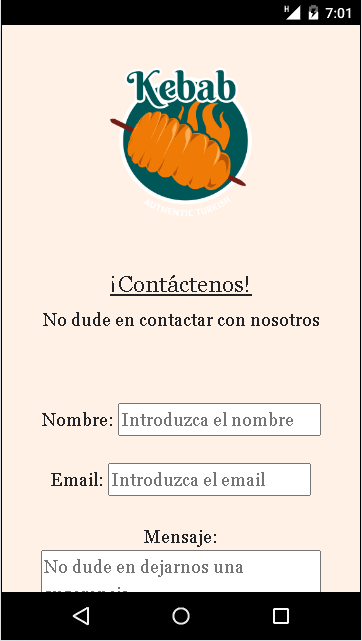 H 7:01
Kebab
AUTHENTIC TURKISH
¡Contáctenos!
No dude en contactar con nosotros
Nombre: Introduzca el nombre
Email: Introduzca el email
Mensaje:
No dude en dejarnos una